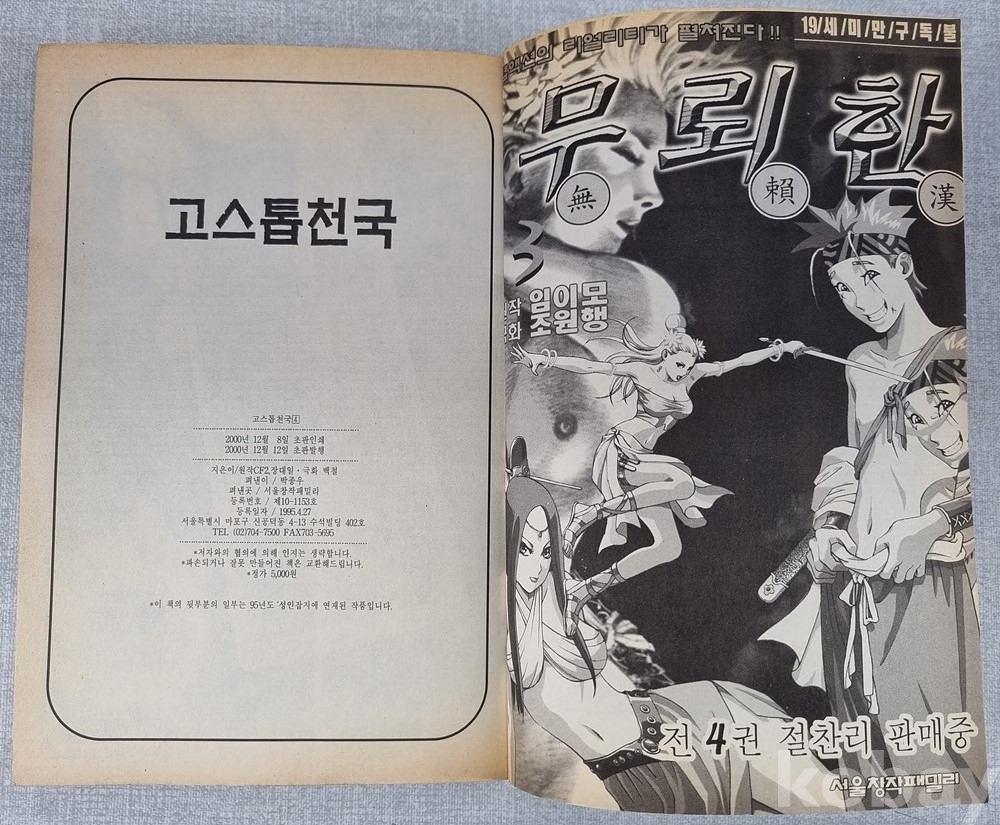 고스톱천국
고스톱천국4
2000년 12월 8일 초판인쇄
2000년 12월 12일 초판발행
지은이/원작CF2,장대일·극화 백철
펴낸이 / 박종우
펴낸곳 / 서울창작패밀리
등록번호 / 제10-1153호
등록일자 / 1995.4.27
서울특별시 마포구 신공덕동 4-13 수석빌딩 402호
TEL (02)704-7500 FAX703-5695
*저자와의 협의에 의해 인지는 생략합니다.
*파손되거나 잘못 만들어진 책은 교환해드립니다.
*정가 5,000원
*이 책의 뒷부분의 일부는 95년도 '성인잡지에 연재된 작품입니다.
액션의 리얼리티가 펼쳐진다!!
19/세/미/만/구/독/불
무뢰한
無賴漢
3
작 임이모
화 조원행
전 4권 절찬리 판매중
서울창작패밀리
kobay